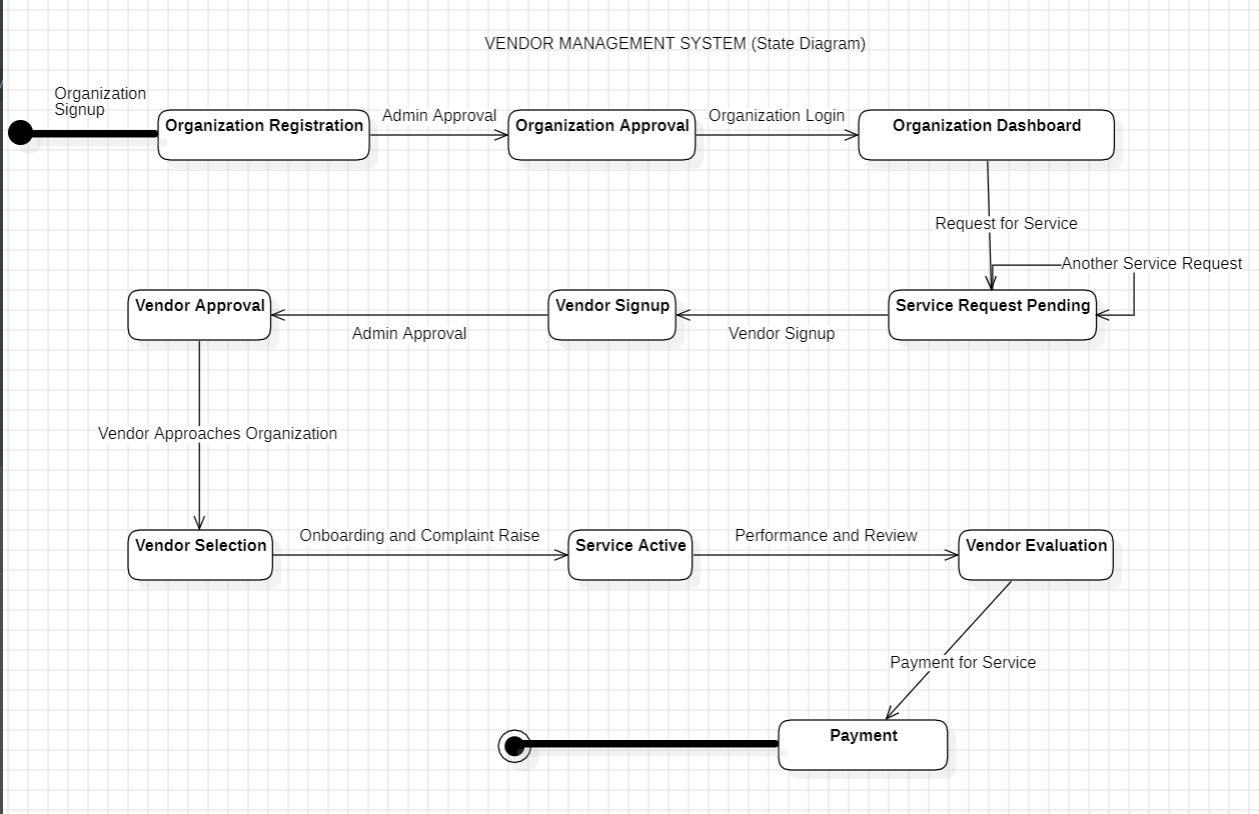 VENDOR MANAGEMENT SYSTEM (State Diagram)
Organization
Signup
Organization Registration
Admin Approval
Organization Approval
Organization Login
Organization Dashboard
Request for Service
Another Service Request
Vendor Approval
Admin Approval
Vendor Signup
Vendor Signup
Service Request Pending
Vendor Approaches Organization
Vendor Selection
Onboarding and Complaint Raise
Service Active
Performance and Review
Vendor Evaluation
Payment for Service
Payment